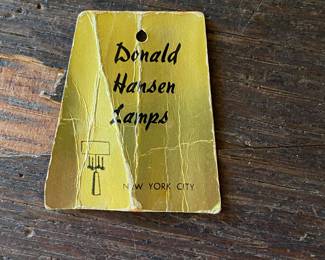 Donald
Hansen
Lamps
NEW YORK CITY